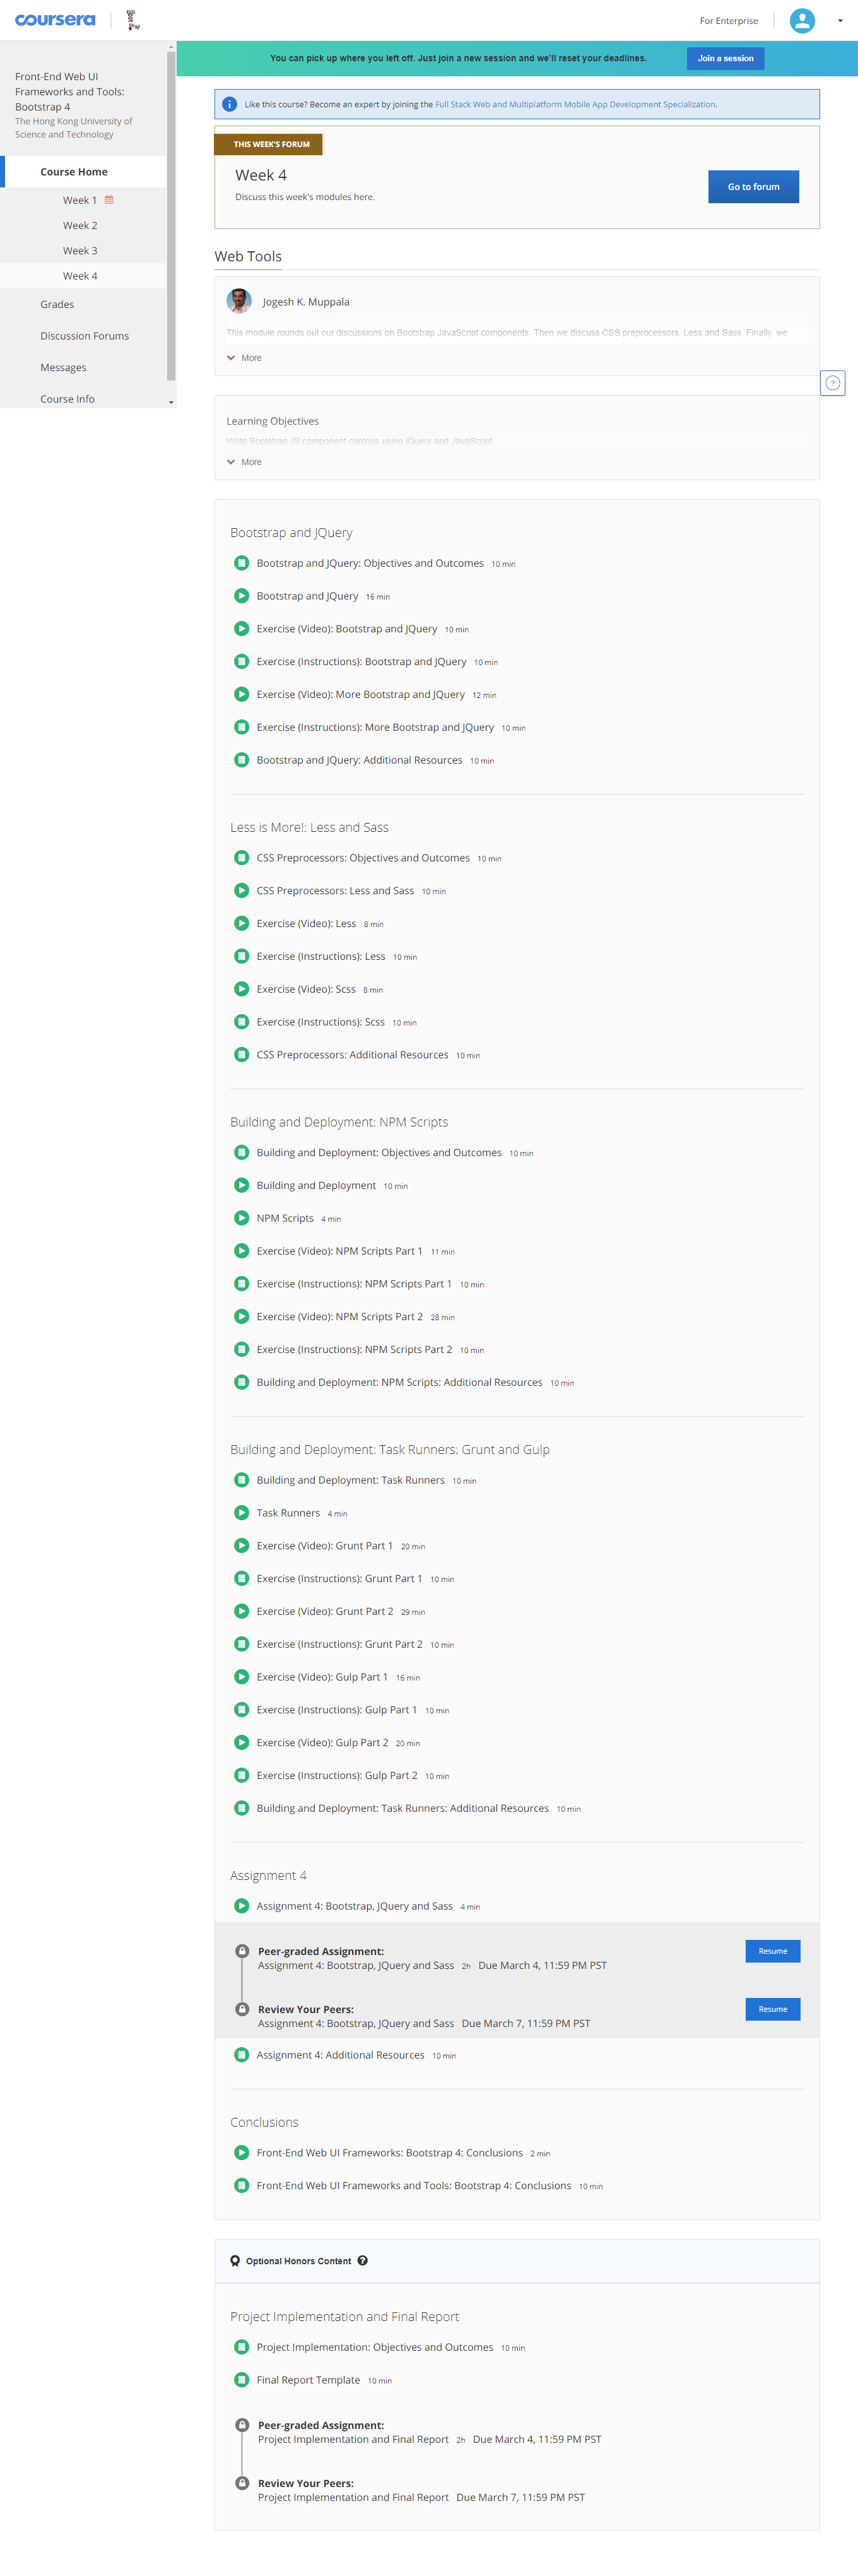 coursera
For Enterprise
Front-End Web UI
Frameworks and Tools:
Bootstrap 4
The Hong Kong University of
Science and Technology
Course Home
Week 1
Week 2
Week 3
Week 4
Grades
Discussion Forums
Messages
Course Info
You can pick up where you left off. Just join a new session and we'll reset your deadlines.
Join a session
Like this course? Become an expert by joining the Full Stack Web and Multiplatform Mobile App Development Specialization.
THIS WEEK'S FORUM
Week 4
Discuss this week's modules here.
Go to forum
Web Tools
Jogesh K. Muppala
This module rounds out our discussions on Bootstrap JavaScript components. Then we discuss CSS preprocessors, Less and Sass. Finally, we
More
Learning Objectives
Write Bootstrap JS component controls using jQuery and JavaScript
More
Bootstrap and JQuery
Bootstrap and JQuery: Objectives and Outcomes 10 min
Bootstrap and JQuery 16 min
Exercise (Video): Bootstrap and JQuery 10 min
Exercise (Instructions): Bootstrap and JQuery 10 min
Exercise (Video): More Bootstrap and JQuery 12 min
Exercise (Instructions): More Bootstrap and JQuery 10 min
Bootstrap and JQuery: Additional Resources 10 min
Less is More!: Less and Sass
CSS Preprocessors: Objectives and Outcomes 10 min
CSS Preprocessors: Less and Sass 10 min
Exercise (Video): Less 8 min
Exercise (Instructions): Less 10 min
Exercise (Video): Scss 8 min
Exercise (Instructions): Scss 10 min
CSS Preprocessors: Additional Resources 10 min
Building and Deployment: NPM Scripts
Building and Deployment: Objectives and Outcomes 10 min
Building and Deployment 10 min
NPM Scripts 4 min
Exercise (Video): NPM Scripts Part 1 11 min
Exercise (Instructions): NPM Scripts Part 1 10 min
Exercise (Video): NPM Scripts Part 2 28 min
Exercise (Instructions): NPM Scripts Part 2 10 min
Building and Deployment: NPM Scripts: Additional Resources 10 min
Building and Deployment: Task Runners: Grunt and Gulp
Building and Deployment: Task Runners 10 min
Task Runners 4 min
Exercise (Video): Grunt Part 1 20 min
Exercise (Instructions): Grunt Part 1 10 min
Exercise (Video): Grunt Part 2 29 min
Exercise (Instructions): Grunt Part 2 10 min
Exercise (Video): Gulp Part 1 16 min
Exercise (Instructions): Gulp Part 1 10 min
Exercise (Video): Gulp Part 2 20 min
Exercise (Instructions): Gulp Part 2 10 min
Building and Deployment: Task Runners: Additional Resources 10 min
Assignment 4
Assignment 4: Bootstrap, JQuery and Sass 4 min
Peer-graded Assignment:
Assignment 4: Bootstrap, JQuery and Sass 2h Due March 4, 11:59 PM PST
Resume
Review Your Peers:
Assignment 4: Bootstrap, JQuery and Sass Due March 7, 11:59 PM PST
Resume
Assignment 4: Additional Resources 10 min
Conclusions
Front-End Web UI Frameworks: Bootstrap 4: Conclusions 2 min
Front-End Web UI Frameworks and Tools: Bootstrap 4: Conclusions 10 min
Optional Honors Content ?
Project Implementation and Final Report
Project Implementation: Objectives and Outcomes 10 min
Final Report Template 10 min
Peer-graded Assignment:
Project Implementation and Final Report 2h Due March 4, 11:59 PM PST
Review Your Peers:
Project Implementation and Final Report Due March 7, 11:59 PM PST